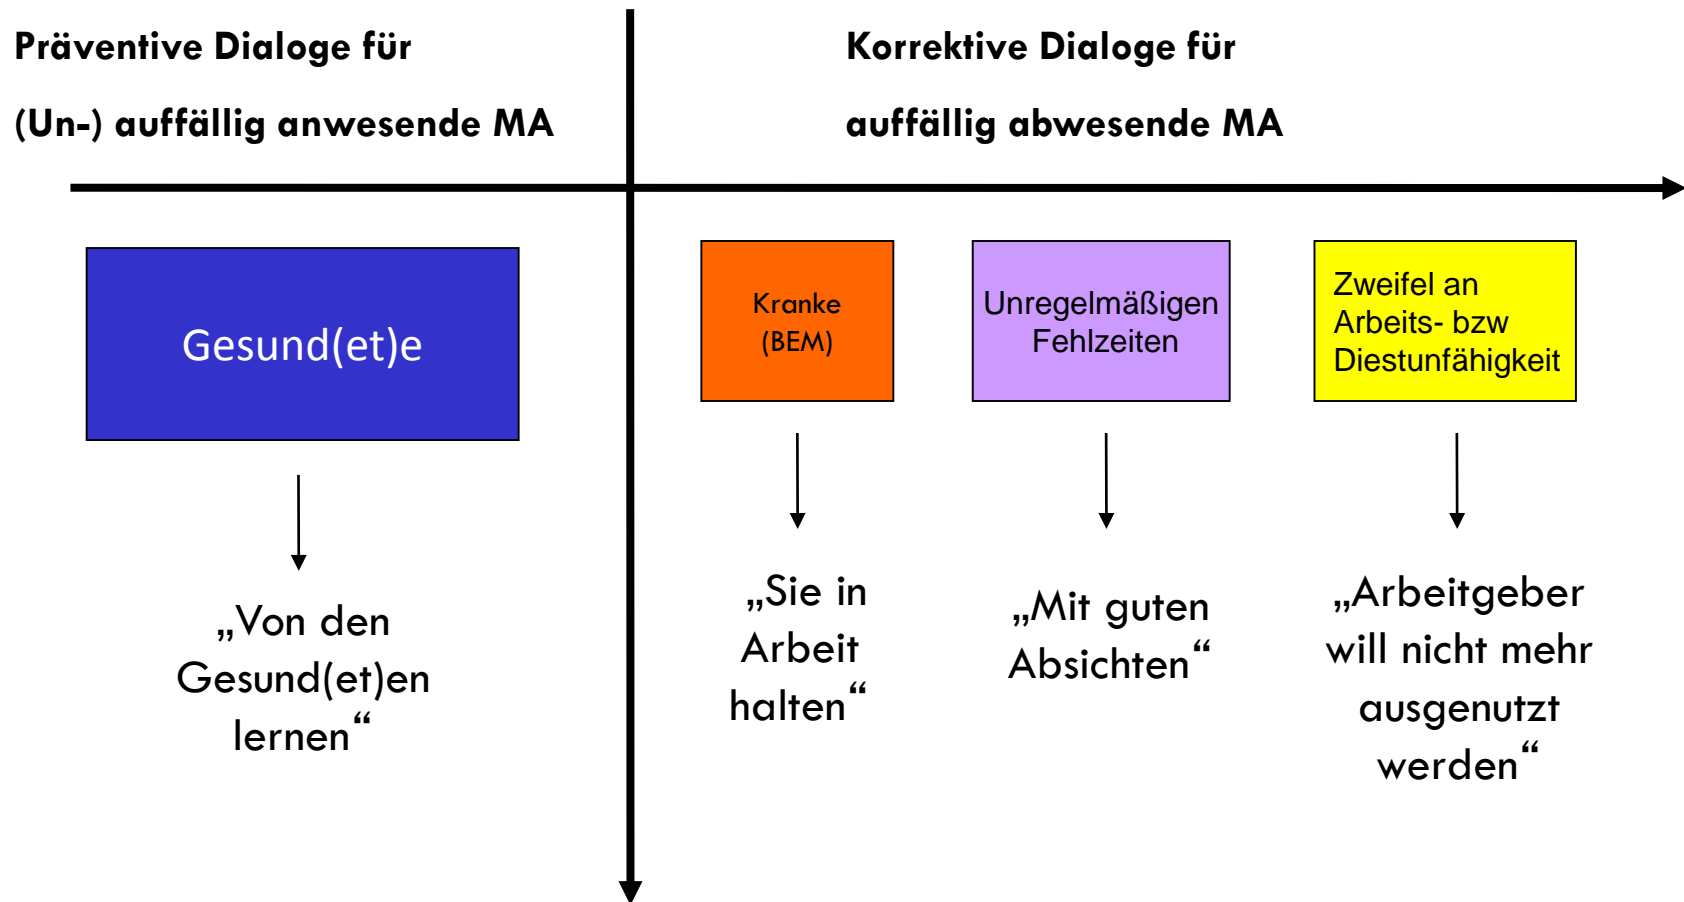 Präventive Dialoge für
(Un-) auffällig anwesende MA
Korrektive Dialoge für
auffällig abwesende MA
Gesund(et)e
Kranke
(BEM)
Unregelmäßigen
Fehlzeiten
Zweifel an
Arbeits- bzw
Diestunfähigkeit
„Von den
Gesund(et)en
lernen“
„Sie in
Arbeit
halten“
„Mit guten
Absichten“
„Arbeitgeber
will nicht mehr
ausgenutzt
werden“